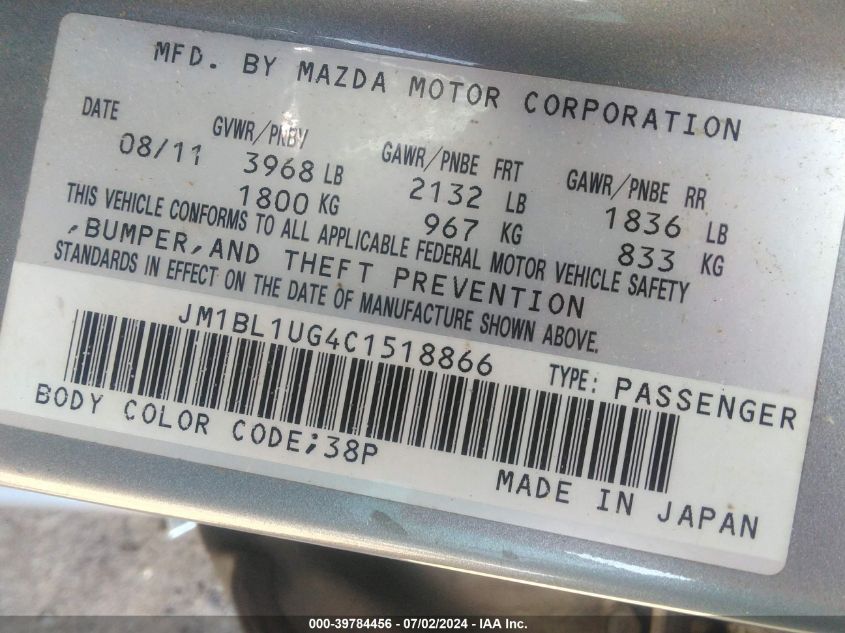 MFD. BY MAZDA MOTOR CORPORATION
DATE GVWR/PNBV GAWR/PNBE FRT GAWR/PNBE RR
08/11 3968 LB 2132 LB 1836 LB
1800 KG 967 KG 833 KG
THIS VEHICLE CONFORMS TO ALL APPLICABLE FEDERAL MOTOR VEHICLE SAFETY
,BUMPER,AND THEFT PREVENTION
STANDARDS IN EFFECT ON THE DATE OF MANUFACTURE SHOWN ABOVE.
JM1BL1UG4C1518866 TYPE: PASSENGER
BODY COLOR CODE;38P
MADE IN JAPAN
000-39784456 - 07/02/2024 - IAA Inc.